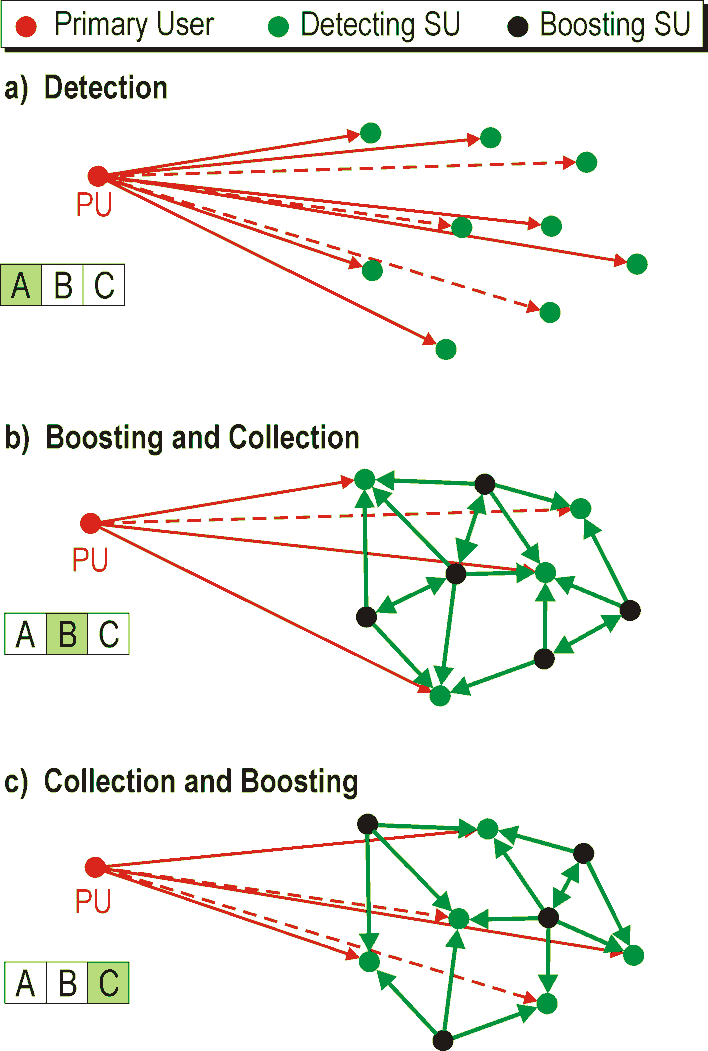 Primary User Detecting SU Boosting SU
a) Detection
PU
A B C
b) Boosting and Collection
PU
A B C
c) Collection and Boosting
PU
A B C